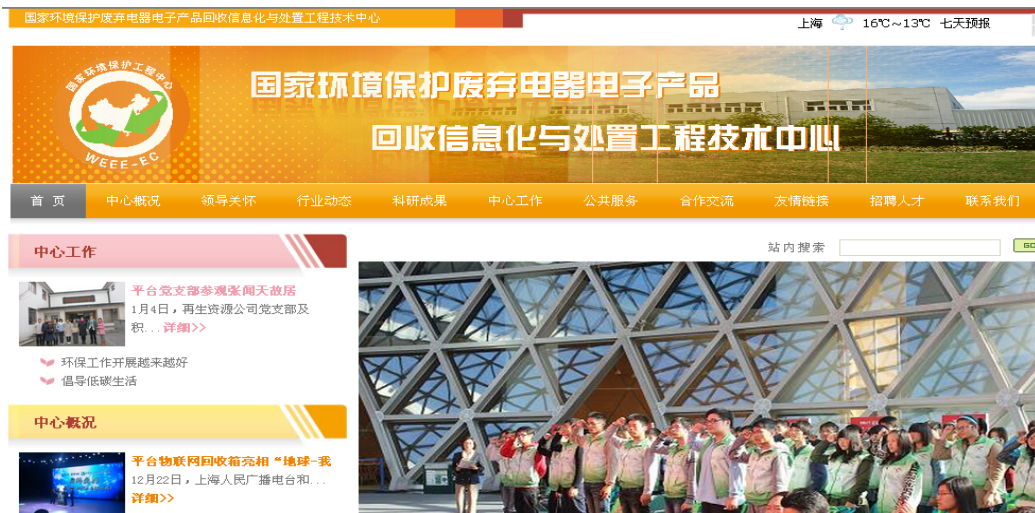 国家环境保护废弃电器电子产品回收信息化与处置工程技术中心
上海 16℃~13℃ 七天预报
国家环境保护工程中心
WEEE-EC
国家环境保护废弃电器电子产品
回收信息化与处置工程技术中心
首 页 中心概况 领导关怀 行业动态 科研成果 中心工作 公共服务 合作交流 友情链接 招聘人才 联系我们
站内搜索 GO
中心工作
平台党支部参观张闻天故居
1月4日，再生资源公司党支部及
积...详细>>
环保工作开展越来越好
倡导低碳生活
中心概况
平台物联网回收箱亮相“地球-我
12月22日，上海人民广播电台和...
详细>>